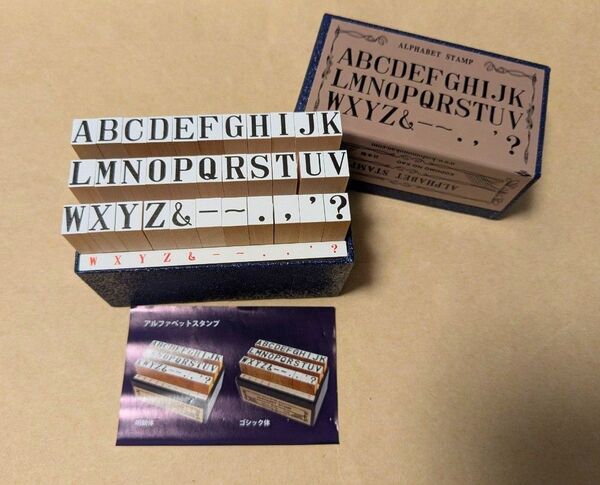 ALPHABET STAMP
ABCDEFGHIJK
LMNOPQRSTUV
WXYZ&—~.,'?
ALPHABET STAMP
ABCDEFGHIJK
LMNOPQRSTUV
WXYZ&—~.,'?
W X Y Z & — ~ . , ' ?
アルファベットスタンプ
ABCDEFGHIJK
LMNOPQRSTUV
WXYZ&—~.,'?
ABCDEFGHIJK
LMNOPQRSTUV
WXYZ&—~.,'?
明朝体
ゴシック体